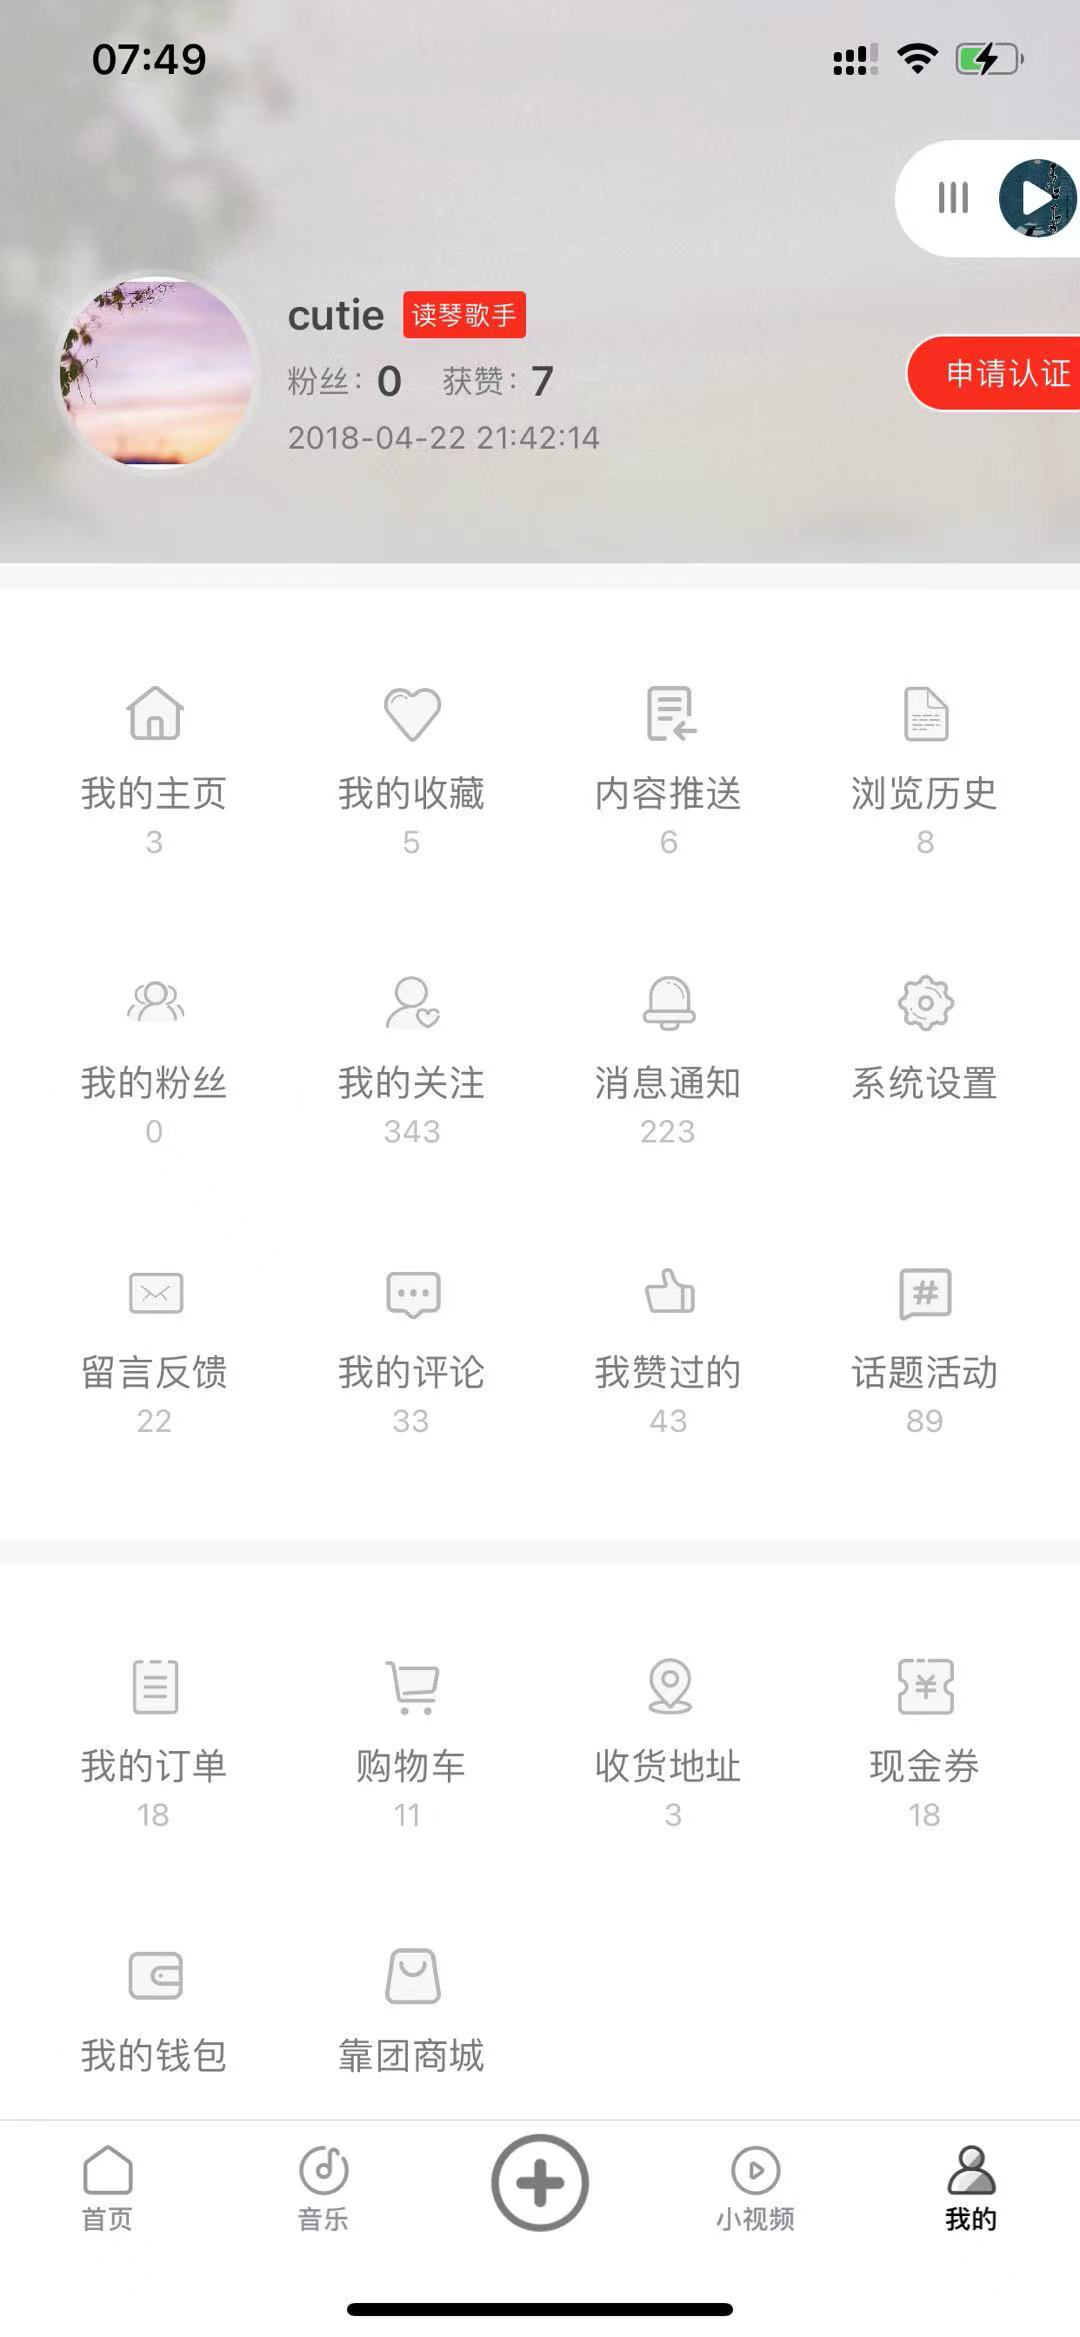 07:49
cutie 读琴歌手
粉丝：0 获赞：7
申请认证
2018-04-22 21:42:14
我的主页 我的收藏 内容推送 浏览历史
3 5 6 8
我的粉丝 我的关注 消息通知 系统设置
0 343 223
留言反馈 我的评论 我赞过的 话题活动
22 33 43 89
我的订单 购物车 收货地址 现金券
18 11 3 18
我的钱包 靠团商城
首页 音乐 小视频 我的